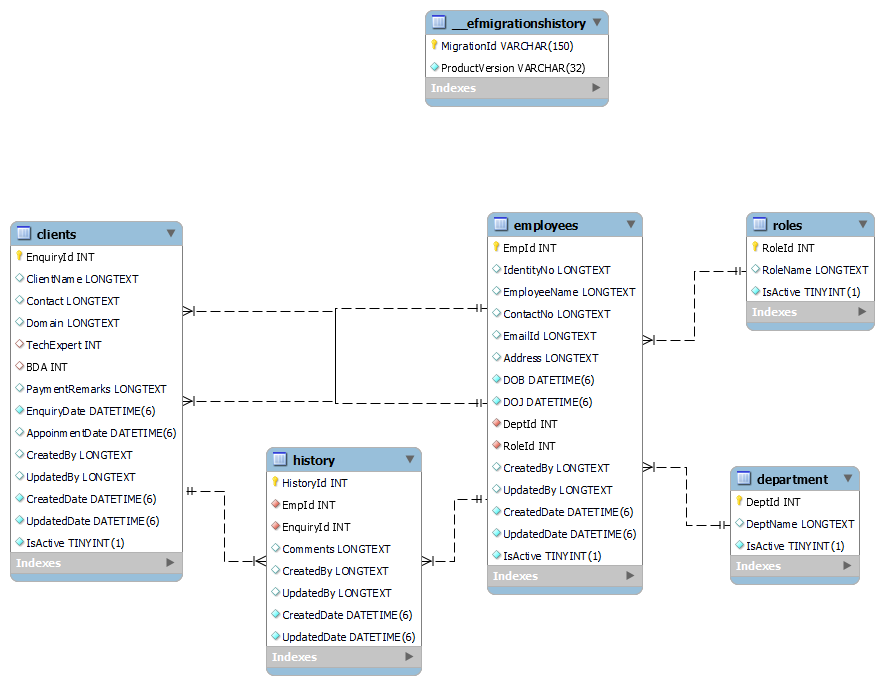 __efmigrationshistory
MigrationId VARCHAR(150)
ProductVersion VARCHAR(32)
Indexes
clients
EnquiryId INT
ClientName LONGTEXT
Contact LONGTEXT
Domain LONGTEXT
TechExpert INT
BDA INT
PaymentRemarks LONGTEXT
EnquiryDate DATETIME(6)
AppoinmentDate DATETIME(6)
CreatedBy LONGTEXT
UpdatedBy LONGTEXT
CreatedDate DATETIME(6)
UpdatedDate DATETIME(6)
IsActive TINYINT(1)
Indexes
history
HistoryId INT
EmpId INT
EnquiryId INT
Comments LONGTEXT
CreatedBy LONGTEXT
UpdatedBy LONGTEXT
CreatedDate DATETIME(6)
UpdatedDate DATETIME(6)
Indexes
employees
EmpId INT
IdentityNo LONGTEXT
EmployeeName LONGTEXT
ContactNo LONGTEXT
EmailId LONGTEXT
Address LONGTEXT
DOB DATETIME(6)
DOJ DATETIME(6)
DeptId INT
RoleId INT
CreatedBy LONGTEXT
UpdatedBy LONGTEXT
CreatedDate DATETIME(6)
UpdatedDate DATETIME(6)
IsActive TINYINT(1)
Indexes
roles
RoleId INT
RoleName LONGTEXT
IsActive TINYINT(1)
Indexes
department
DeptId INT
DeptName LONGTEXT
IsActive TINYINT(1)
Indexes